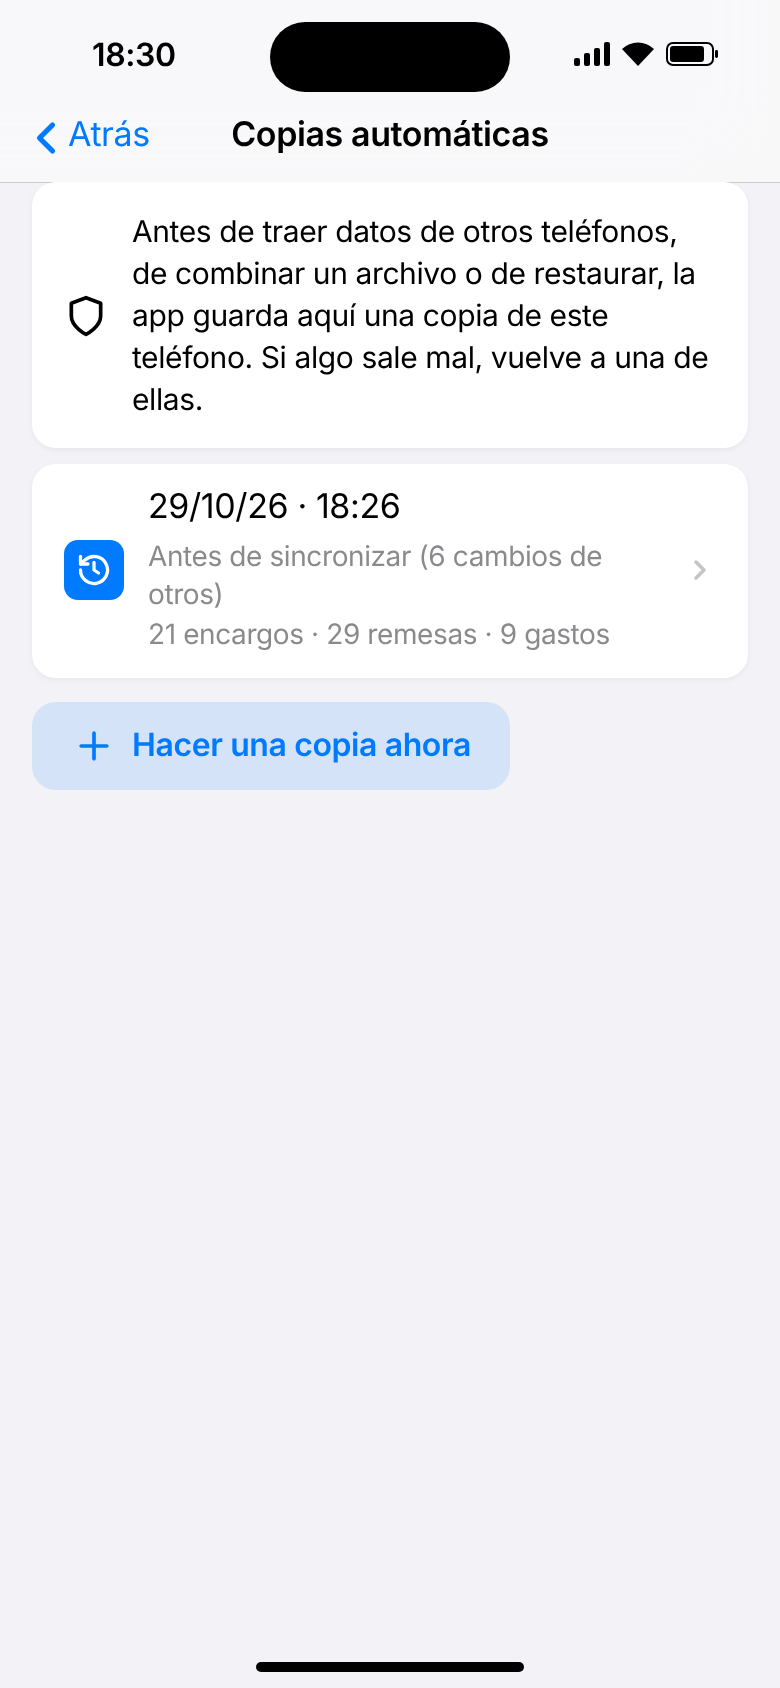 18:30
Atrás
Copias automáticas
Antes de traer datos de otros teléfonos,
de combinar un archivo o de restaurar, la
app guarda aquí una copia de este
teléfono. Si algo sale mal, vuelve a una de
ellas.
29/10/26 · 18:26
Antes de sincronizar (6 cambios de
otros)
21 encargos · 29 remesas · 9 gastos
Hacer una copia ahora